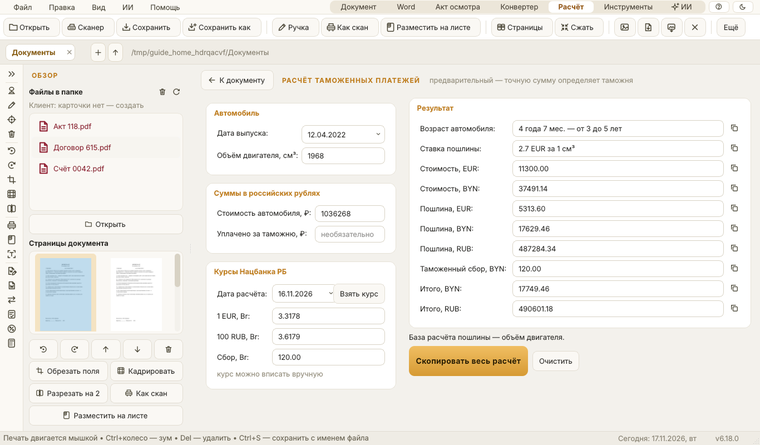 Файл Правка Вид ИИ Помощь Документ Word Акт осмотра Конвертер Расчёт Инструменты ИИ
Открыть Сканер Сохранить Сохранить как Ручка Как скан Разместить на листе Страницы Сжать Ещё
Документы × + /tmp/guide_home_hdrqacvf/Документы
ОБЗОР
Файлы в папке
Клиент: карточки нет — создать
Акт 118.pdf
Договор 615.pdf
Счёт 0042.pdf
Открыть
Страницы документа
Обрезать поля Кадрировать
Разрезать на 2 Как скан
Разместить на листе
К документу РАСЧЁТ ТАМОЖЕННЫХ ПЛАТЕЖЕЙ предварительный — точную сумму определяет таможня
Автомобиль
Дата выпуска: 12.04.2022
Объём двигателя, см³: 1968
Суммы в российских рублях
Стоимость автомобиля, ₽: 1036268
Уплачено за таможню, ₽: необязательно
Курсы Нацбанка РБ
Дата расчёта: 16.11.2026 Взять курс
1 EUR, Br: 3.3178
100 RUB, Br: 3.6179
Сбор, Br: 120.00
курс можно вписать вручную
Результат
Возраст автомобиля: 4 года 7 мес. — от 3 до 5 лет
Ставка пошлины: 2.7 EUR за 1 см³
Стоимость, EUR: 11300.00
Стоимость, BYN: 37491.14
Пошлина, EUR: 5313.60
Пошлина, BYN: 17629.46
Пошлина, RUB: 487284.34
Таможенный сбор, BYN: 120.00
Итого, BYN: 17749.46
Итого, RUB: 490601.18
База расчёта пошлины — объём двигателя.
Скопировать весь расчёт Очистить
Печать двигается мышкой • Ctrl+колесо — зум • Del — удалить • Ctrl+S — сохранить с именем файла Сегодня: 17.11.2026, вт v6.18.0